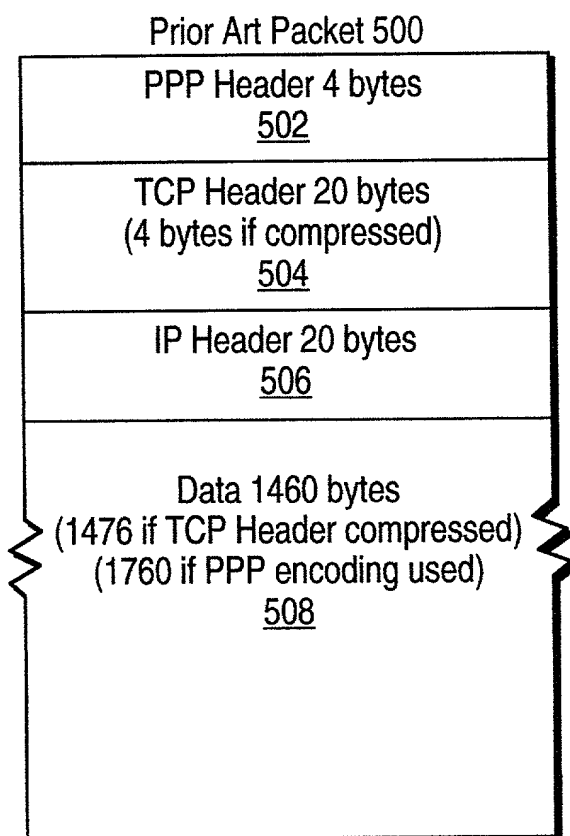 Prior Art Packet 500
PPP Header 4 bytes
502
TCP Header 20 bytes
(4 bytes if compressed)
504
IP Header 20 bytes
506
Data 1460 bytes
(1476 if TCP Header compressed)
(1760 if PPP encoding used)
508